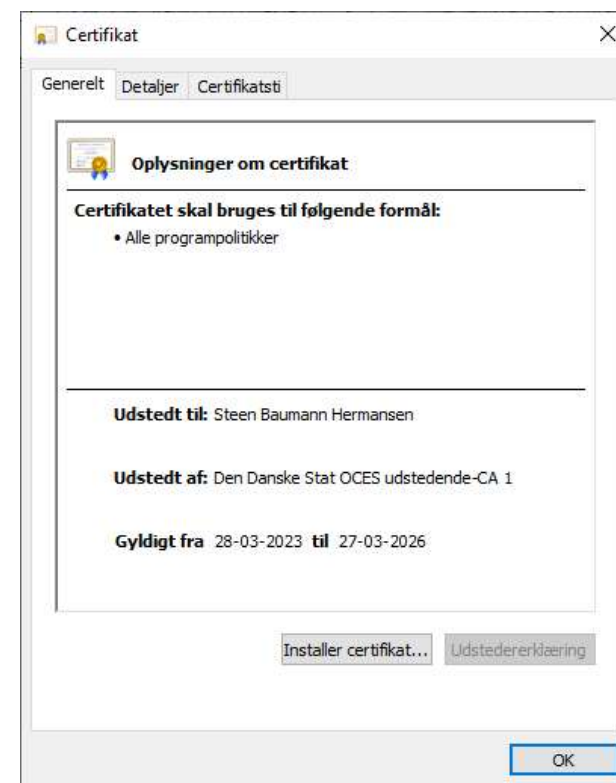 Certifikat
Generelt Detaljer Certifikatsti
Oplysninger om certifikat
Certifikatet skal bruges til følgende formål:
• Alle programpolitikker
Udstedt til: Steen Baumann Hermansen
Udstedt af: Den Danske Stat OCES udstedende-CA 1
Gyldigt fra 28-03-2023 til 27-03-2026
Installer certifikat... Udstedererklæring
OK